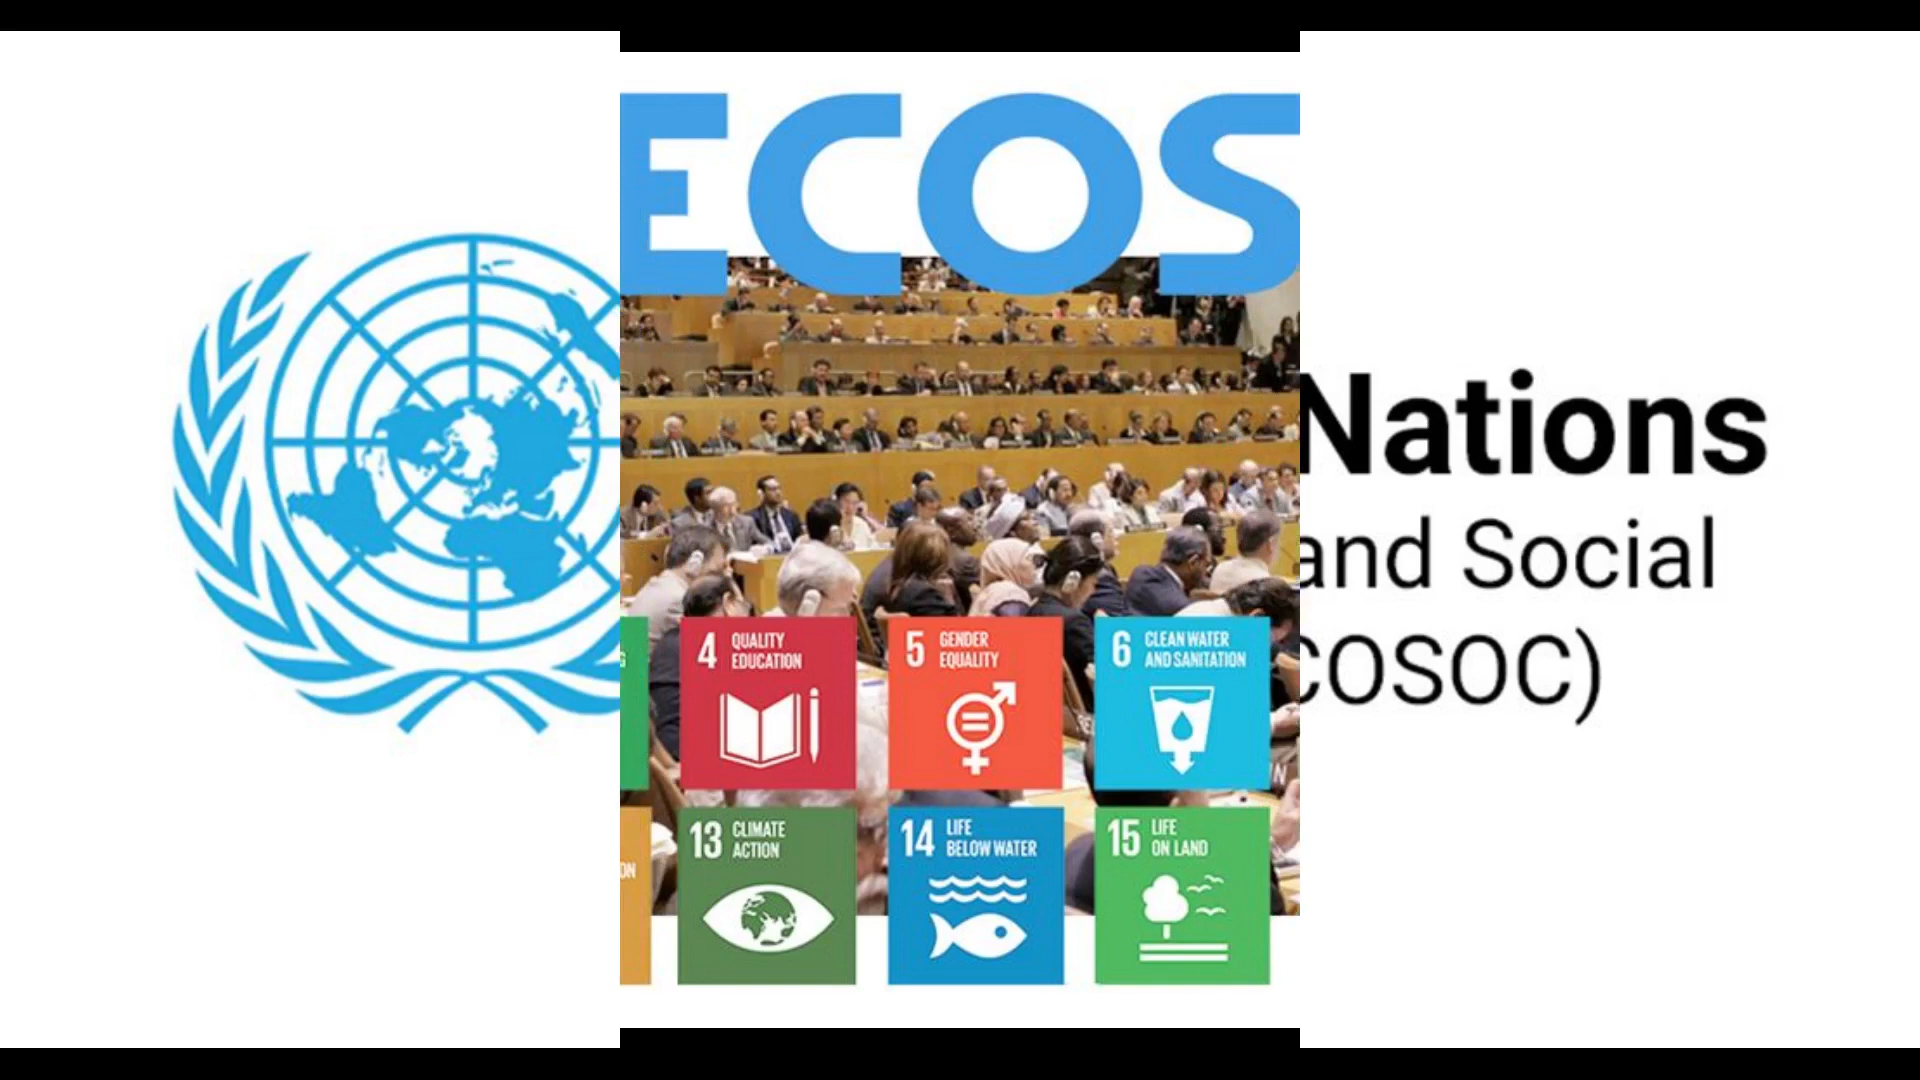 ECOS
Nations
and Social
COSOC)
4 QUALITY
EDUCATION
5 GENDER
EQUALITY
6 CLEAN WATER
AND SANITATION
13 CLIMATE
ACTION
14 LIFE
BELOW WATER
15 LIFE
ON LAND
ON